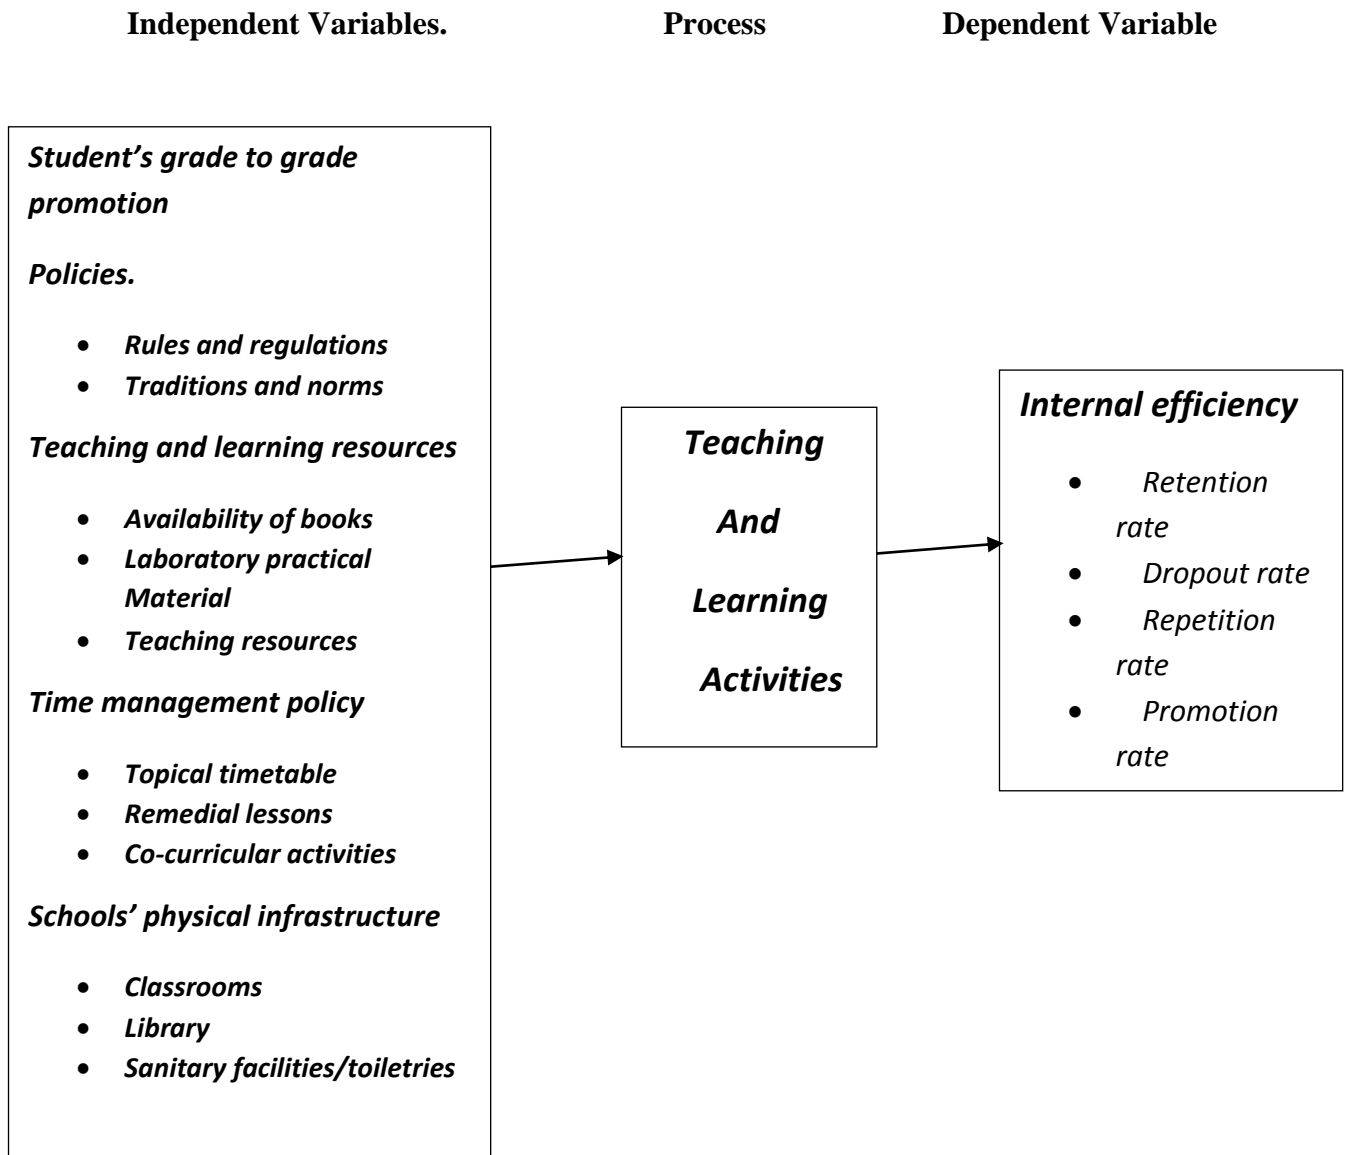 Independent Variables. Process Dependent Variable
Student’s grade to grade
promotion
Policies.
• Rules and regulations
• Traditions and norms
Teaching and learning resources
• Availability of books
• Laboratory practical
Material
• Teaching resources
Time management policy
• Topical timetable
• Remedial lessons
• Co-curricular activities
Schools’ physical infrastructure
• Classrooms
• Library
• Sanitary facilities/toiletries
Teaching
And
Learning
Activities
Internal efficiency
• Retention
rate
• Dropout rate
• Repetition
rate
• Promotion
rate